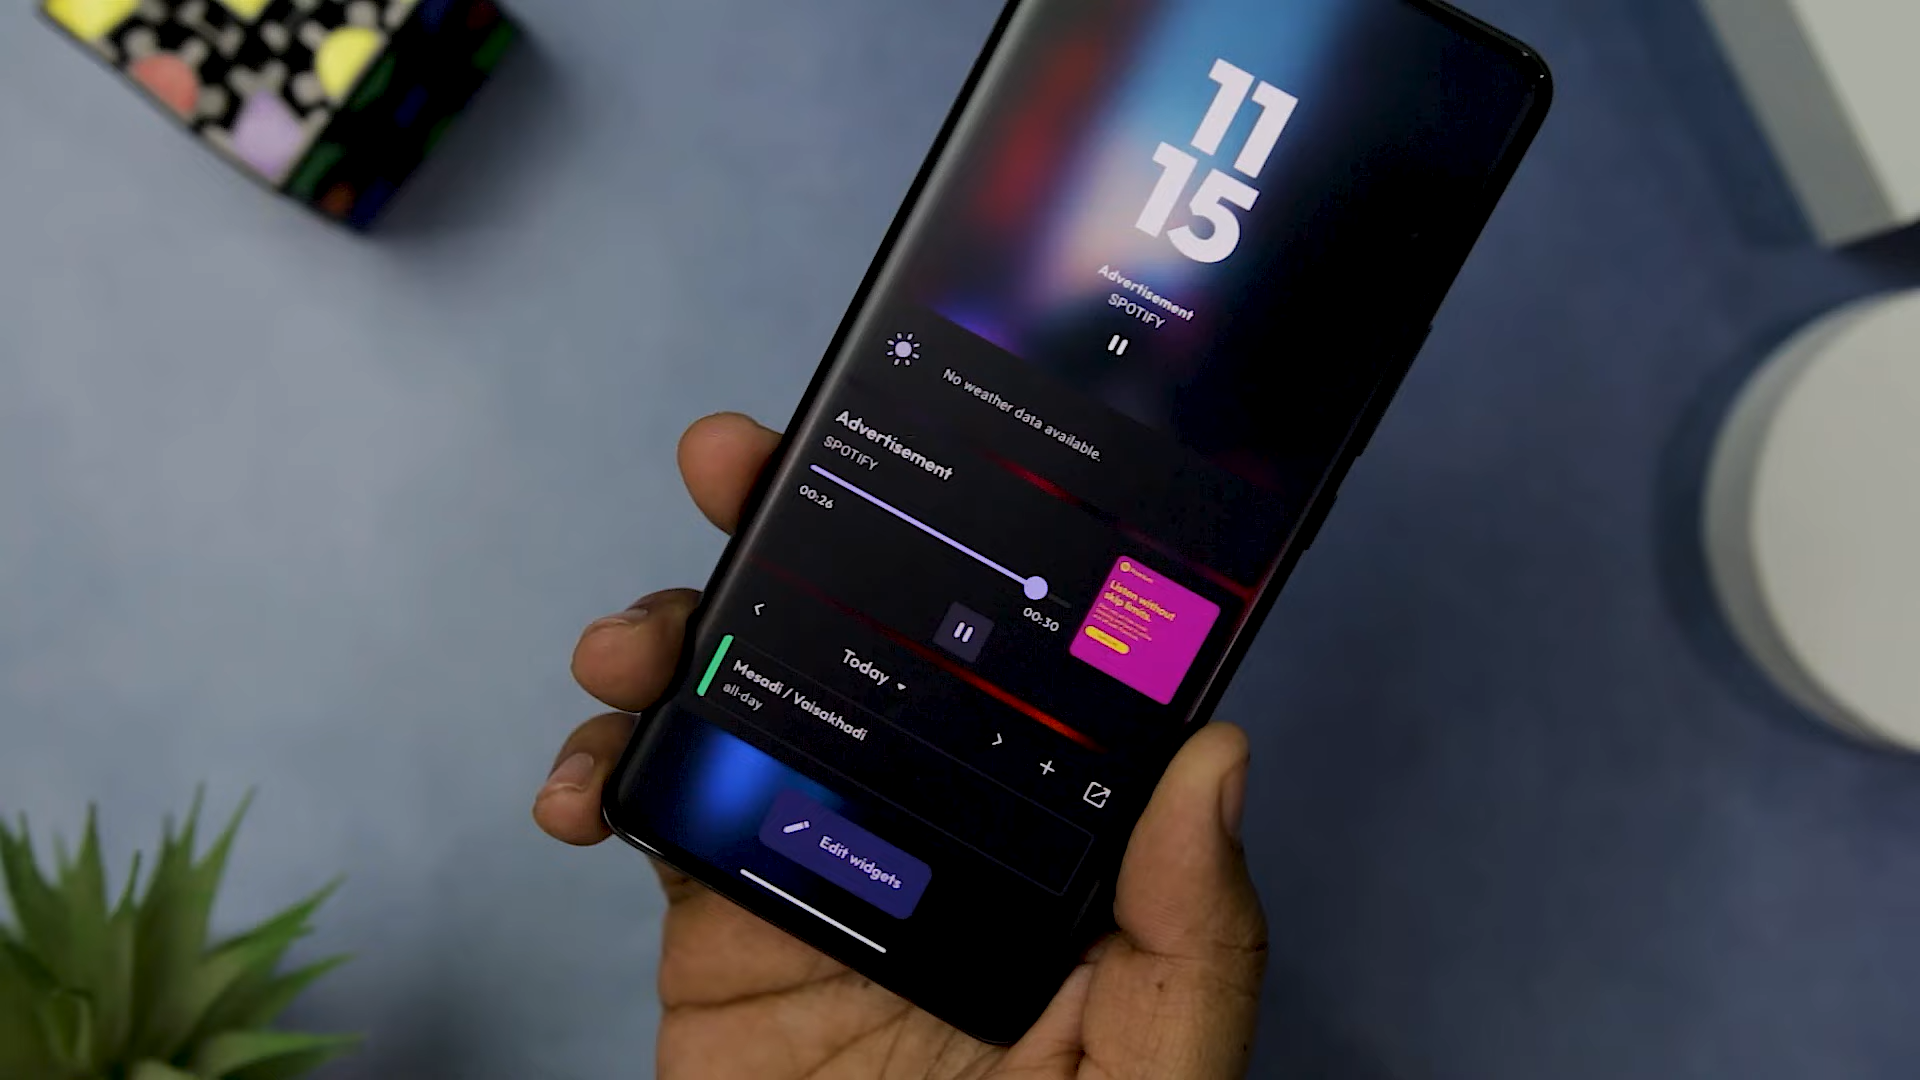 11
15
Advertisement
SPOTIFY
No weather data available.
Advertisement
SPOTIFY
00:26
00:30
Listen without
skip limits.
Today
Mesadi / Vaisakhadi
all-day
Edit widgets